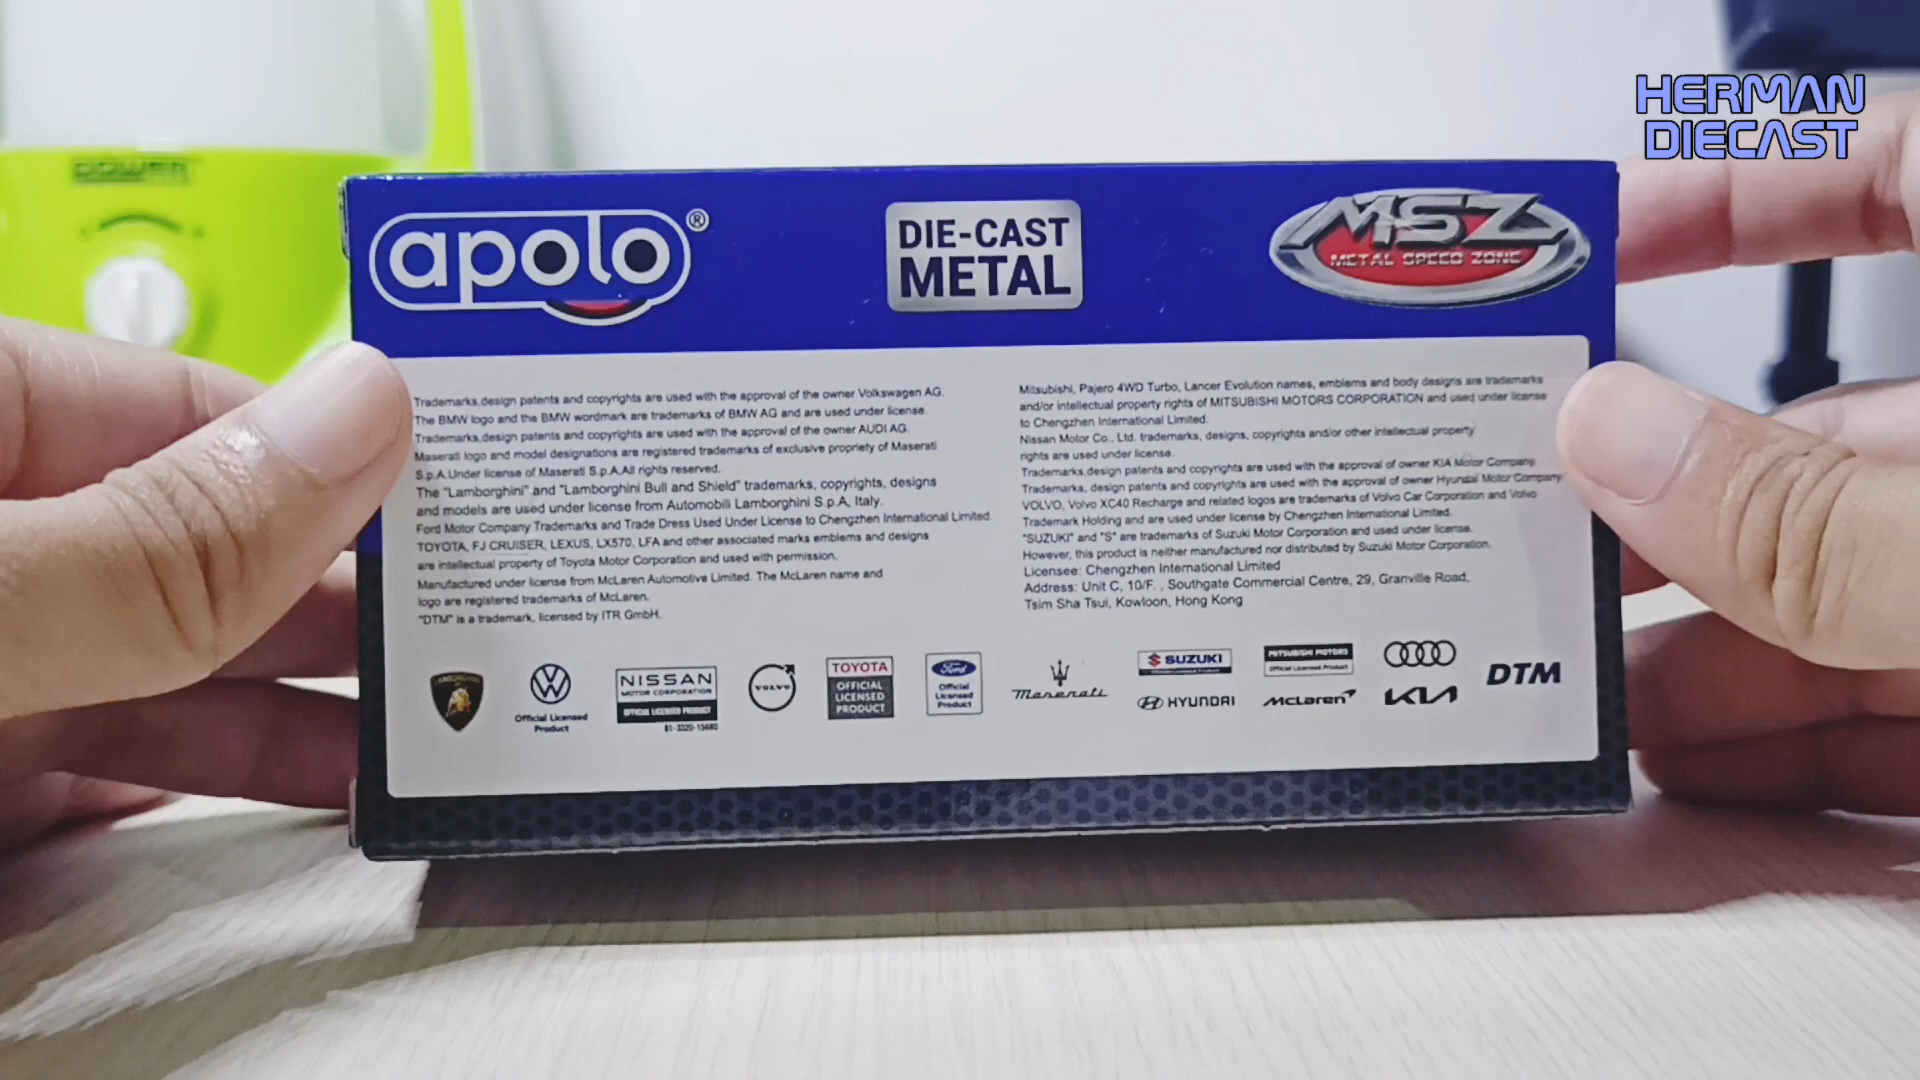 HERMAN
DIECAST
POWER
apolo®
DIE-CAST
METAL
MSZ
METAL SPEED ZONE
Trademarks,design patents and copyrights are used with the approval of the owner Volkswagen AG.
The BMW logo and the BMW wordmark are trademarks of BMW AG and are used under license.
Trademarks,design patents and copyrights are used with the approval of the owner AUDI AG.
Maserati logo and model designations are registered trademarks of exclusive propriety of Maserati
S.p.A.Under license of Maserati S.p.A.All rights reserved.
The "Lamborghini" and "Lamborghini Bull and Shield" trademarks, copyrights, designs
and models are used under license from Automobili Lamborghini S.p.A, Italy.
Ford Motor Company Trademarks and Trade Dress Used Under License to Chengzhen International Limited.
TOYOTA, FJ CRUISER, LEXUS, LX570, LFA and other associated marks emblems and designs
are intellectual property of Toyota Motor Corporation and used with permission.
Manufactured under license from McLaren Automotive Limited. The McLaren name and
logo are registered trademarks of McLaren.
"DTM" is a trademark, licensed by ITR GmbH.
Mitsubishi, Pajero 4WD Turbo, Lancer Evolution names, emblems and body designs are trademarks
and/or intellectual property rights of MITSUBISHI MOTORS CORPORATION and used under license
to Chengzhen International Limited.
Nissan Motor Co., Ltd. trademarks, designs, copyrights and/or other intellectual property
rights are used under license.
Trademarks,design patents and copyrights are used with the approval of owner KIA Motor Company.
Trademarks, design patents and copyrights are used with the approval of owner Hyundai Motor Company
VOLVO, Volvo XC40 Recharge and related logos are trademarks of Volvo Car Corporation and Volvo
Trademark Holding and are used under license by Chengzhen International Limited.
"SUZUKI" and "S" are trademarks of Suzuki Motor Corporation and used under license.
However, this product is neither manufactured nor distributed by Suzuki Motor Corporation.
Licensee: Chengzhen International Limited
Address: Unit C, 10/F. , Southgate Commercial Centre, 29, Granville Road,
Tsim Sha Tsui, Kowloon, Hong Kong
LAMBORGHINI
Official Licensed
Product
NISSAN
MOTOR CORPORATION
OFFICIAL LICENSED PRODUCT
VOLVO
TOYOTA
OFFICIAL
LICENSED
PRODUCT
Ford
Official
Licensed
Product
Maserati
SUZUKI
HYUNDAI
MITSUBISHI MOTORS
Official Licensed Product
McLaren
KIA
DTM